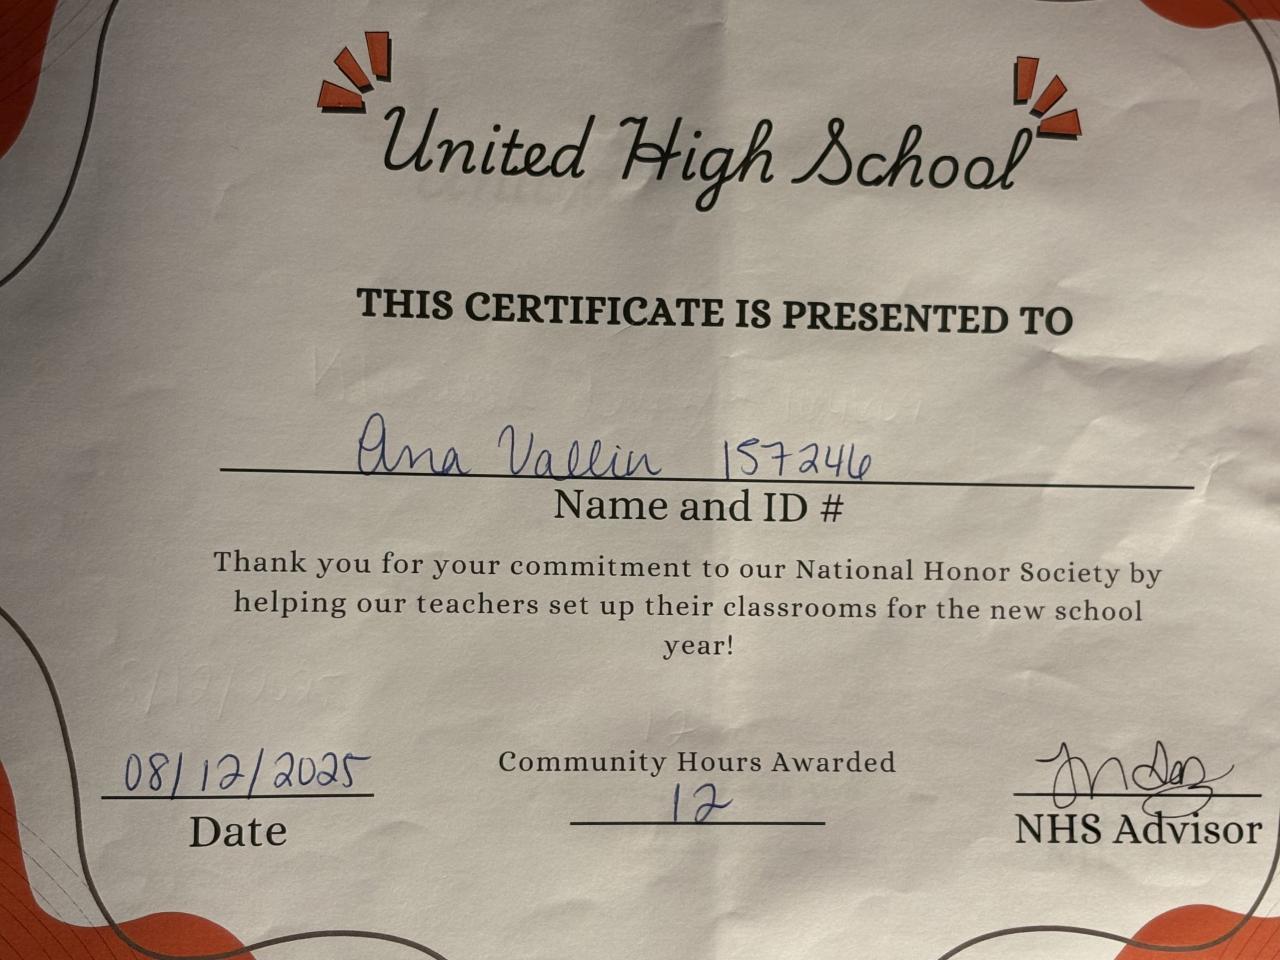 United High School
THIS CERTIFICATE IS PRESENTED TO
Ana Vallin 157246
Name and ID #
Thank you for your commitment to our National Honor Society by
helping our teachers set up their classrooms for the new school
year!
08/12/2025
Date
Community Hours Awarded
12
NHS Advisor